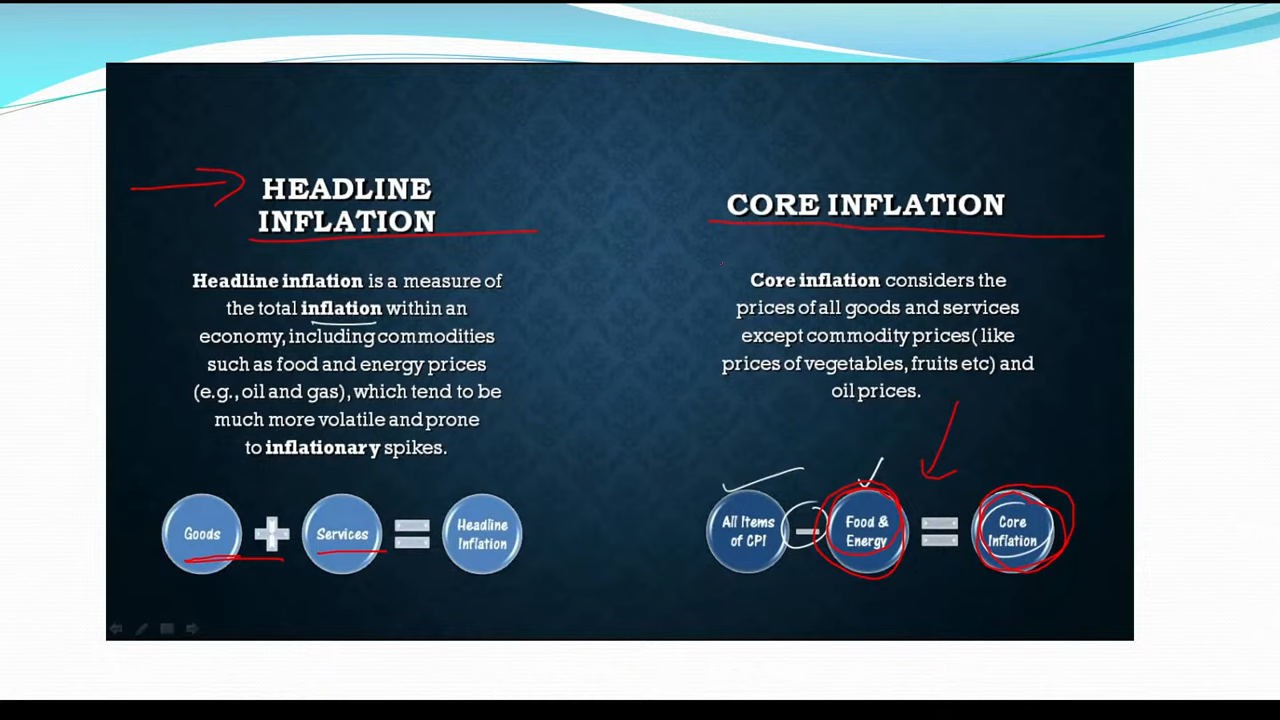 HEADLINE
INFLATION
Headline inflation is a measure of
the total inflation within an
economy, including commodities
such as food and energy prices
(e.g., oil and gas), which tend to be
much more volatile and prone
to inflationary spikes.
Goods
Services
Headline
Inflation
CORE INFLATION
Core inflation considers the
prices of all goods and services
except commodity prices( like
prices of vegetables, fruits etc) and
oil prices.
All Items
of CPI
Food &
Energy
Core
Inflation